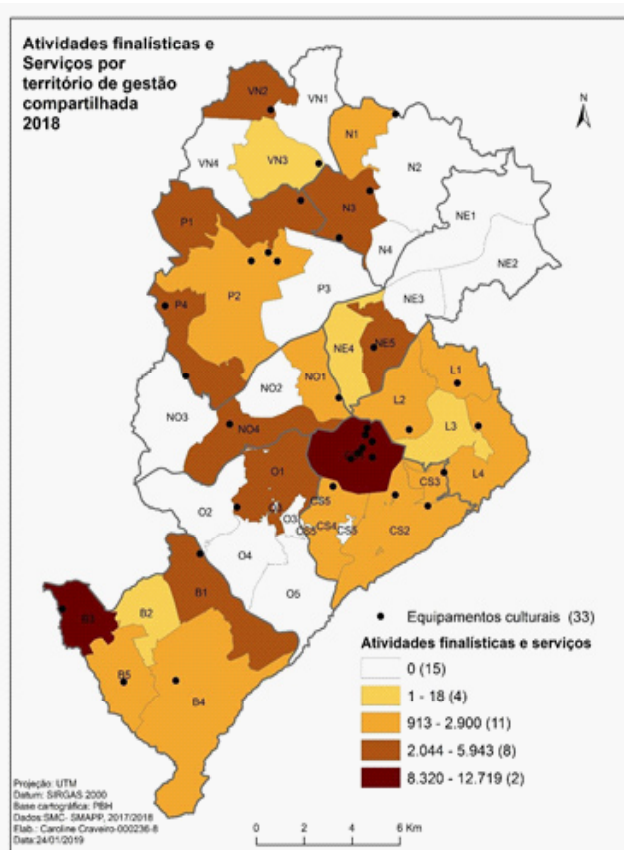 Atividades finalísticas e
Serviços por
território de gestão
compartilhada
2018
N
VN2
VN1
N1
VN4
VN3
N2
P1
N3
NE1
N4
NE2
P2
P3
P4
NE3
NE4
NE5
L1
NO1
NO2
L2
NO3
NO4
L3
O1
L4
CS3
CS5
O2
O3
CS4
CS5
CS5
CS2
O4
B1
O5
B3
B2
B5
B4
Equipamentos culturais (33)
Atividades finalísticas e serviços
0 (15)
1 - 18 (4)
913 - 2.900 (11)
2.044 - 5.943 (8)
8.320 - 12.719 (2)
Projeção: UTM
Datum: SIRGAS 2000
Base cartográfica: PBH
Dados:SMC- SMAPP, 2017/2018
Elab.: Caroline Craveiro-000236-8
Data:24/01/2019
0 2 4 6 Km